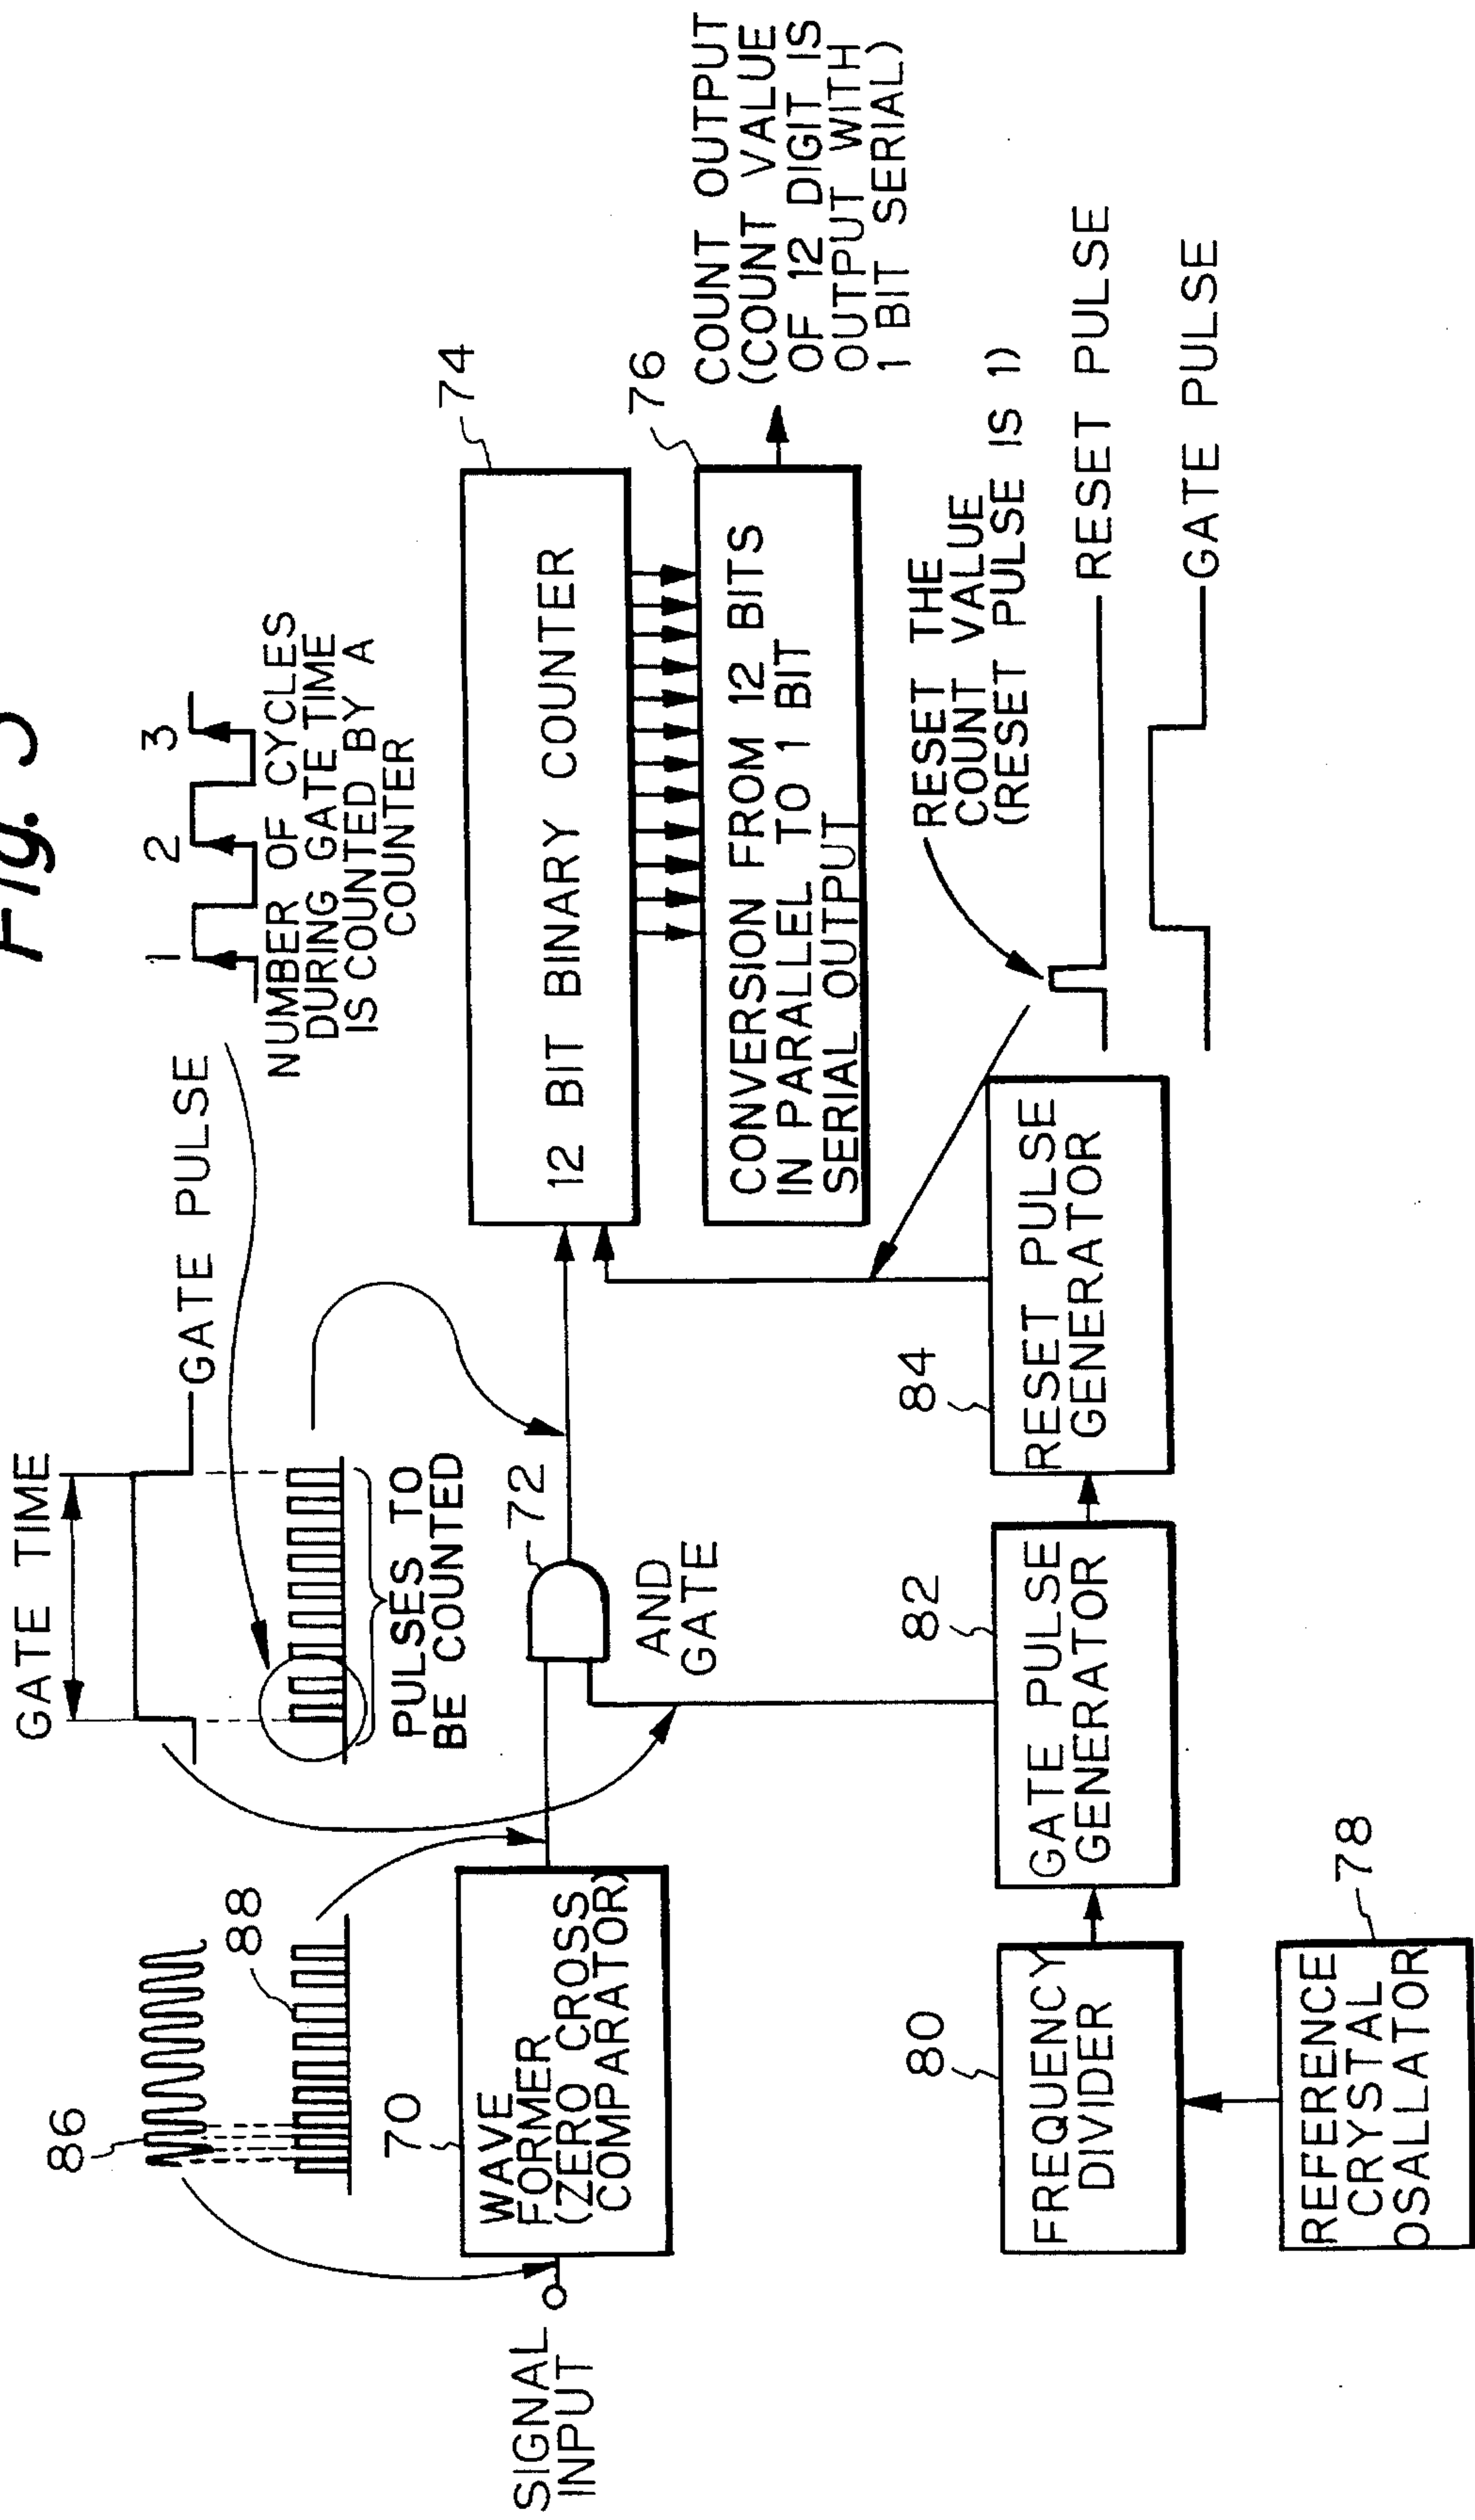 Fig. 5
GATE TIME
GATE PULSE
1
2
3
NUMBER OF CYCLES
DURING GATE TIME
IS COUNTED BY A
COUNTER
86
88
PULSES TO
BE COUNTED
SIGNAL
INPUT
70
WAVE
FORMER
(ZERO CROSS
COMPARATOR)
72
AND
GATE
74
12 BIT BINARY COUNTER
76
CONVERSION FROM 12 BITS
IN PARALLEL TO 1 BIT
SERIAL OUTPUT
COUNT OUTPUT
(COUNT VALUE
OF 12 DIGIT IS
OUTPUT WITH
1 BIT SERIAL)
80
FREQUENCY
DIVIDER
82
GATE PULSE
GENERATOR
84
RESET PULSE
GENERATOR
RESET THE
COUNT VALUE
(RESET PULSE IS 1)
RESET PULSE
GATE PULSE
78
REFERENCE
CRYSTAL
OSALLATOR